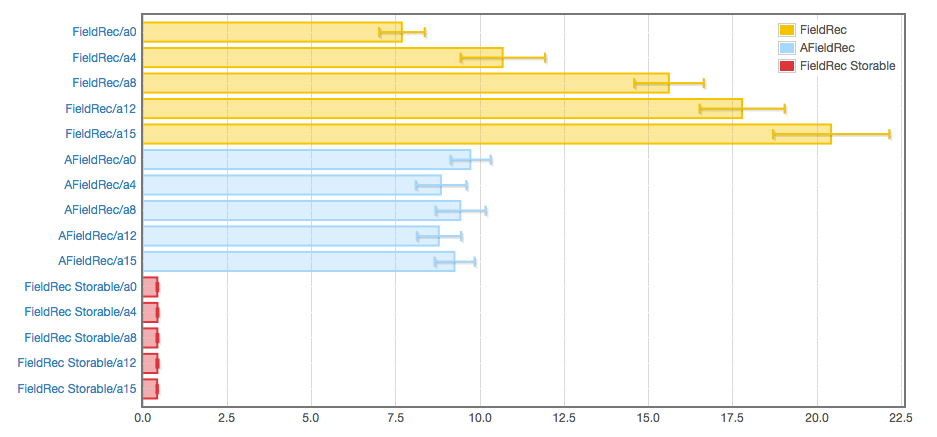 FieldRec/a0
FieldRec/a4
FieldRec/a8
FieldRec/a12
FieldRec/a15
AFieldRec/a0
AFieldRec/a4
AFieldRec/a8
AFieldRec/a12
AFieldRec/a15
FieldRec Storable/a0
FieldRec Storable/a4
FieldRec Storable/a8
FieldRec Storable/a12
FieldRec Storable/a15
FieldRec
AFieldRec
FieldRec Storable
0.0 2.5 5.0 7.5 10.0 12.5 15.0 17.5 20.0 22.5